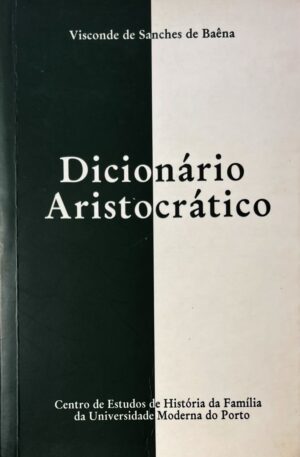 Visconde de Sanches de Baêna
Dicionário
Aristocrático
Centro de Estudos de História da Família
da Universidade Moderna do Porto